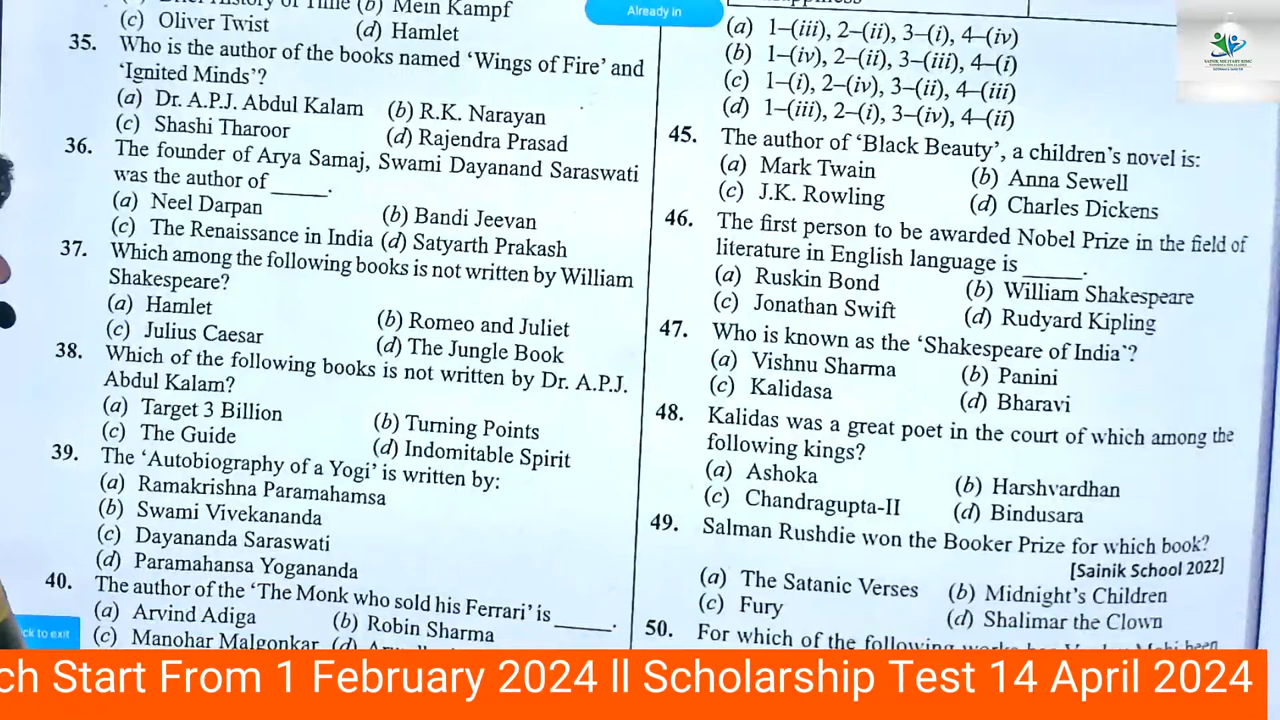 (b) Mein Kampf
(c) Oliver Twist (d) Hamlet
35. Who is the author of the books named ‘Wings of Fire’ and
‘Ignited Minds’?
(a) Dr. A.P.J. Abdul Kalam (b) R.K. Narayan
(c) Shashi Tharoor (d) Rajendra Prasad
36. The founder of Arya Samaj, Swami Dayanand Saraswati
was the author of _____.
(a) Neel Darpan (b) Bandi Jeevan
(c) The Renaissance in India (d) Satyarth Prakash
37. Which among the following books is not written by William
Shakespeare?
(a) Hamlet (b) Romeo and Juliet
(c) Julius Caesar (d) The Jungle Book
38. Which of the following books is not written by Dr. A.P.J.
Abdul Kalam?
(a) Target 3 Billion (b) Turning Points
(c) The Guide (d) Indomitable Spirit
39. The ‘Autobiography of a Yogi’ is written by:
(a) Ramakrishna Paramahamsa
(b) Swami Vivekananda
(c) Dayananda Saraswati
(d) Paramahansa Yogananda
40. The author of the ‘The Monk who sold his Ferrari’ is _____.
(a) Arvind Adiga (b) Robin Sharma
(c) Manohar Malgonkar (d)
Already in
(a) 1–(iii), 2–(ii), 3–(i), 4–(iv)
(b) 1–(iv), 2–(ii), 3–(iii), 4–(i)
(c) 1–(i), 2–(iv), 3–(ii), 4–(iii)
(d) 1–(iii), 2–(i), 3–(iv), 4–(ii)
45. The author of ‘Black Beauty’, a children’s novel is:
(a) Mark Twain (b) Anna Sewell
(c) J.K. Rowling (d) Charles Dickens
46. The first person to be awarded Nobel Prize in the field of
literature in English language is _____.
(a) Ruskin Bond (b) William Shakespeare
(c) Jonathan Swift (d) Rudyard Kipling
47. Who is known as the ‘Shakespeare of India’?
(a) Vishnu Sharma (b) Panini
(c) Kalidasa (d) Bharavi
48. Kalidas was a great poet in the court of which among the
following kings?
(a) Ashoka (b) Harshvardhan
(c) Chandragupta-II (d) Bindusara
49. Salman Rushdie won the Booker Prize for which book?
[Sainik School 2022]
(a) The Satanic Verses (b) Midnight’s Children
(c) Fury (d) Shalimar the Clown
50. For which of the following
ck to exit
ch Start From 1 February 2024 ll Scholarship Test 14 April 2024